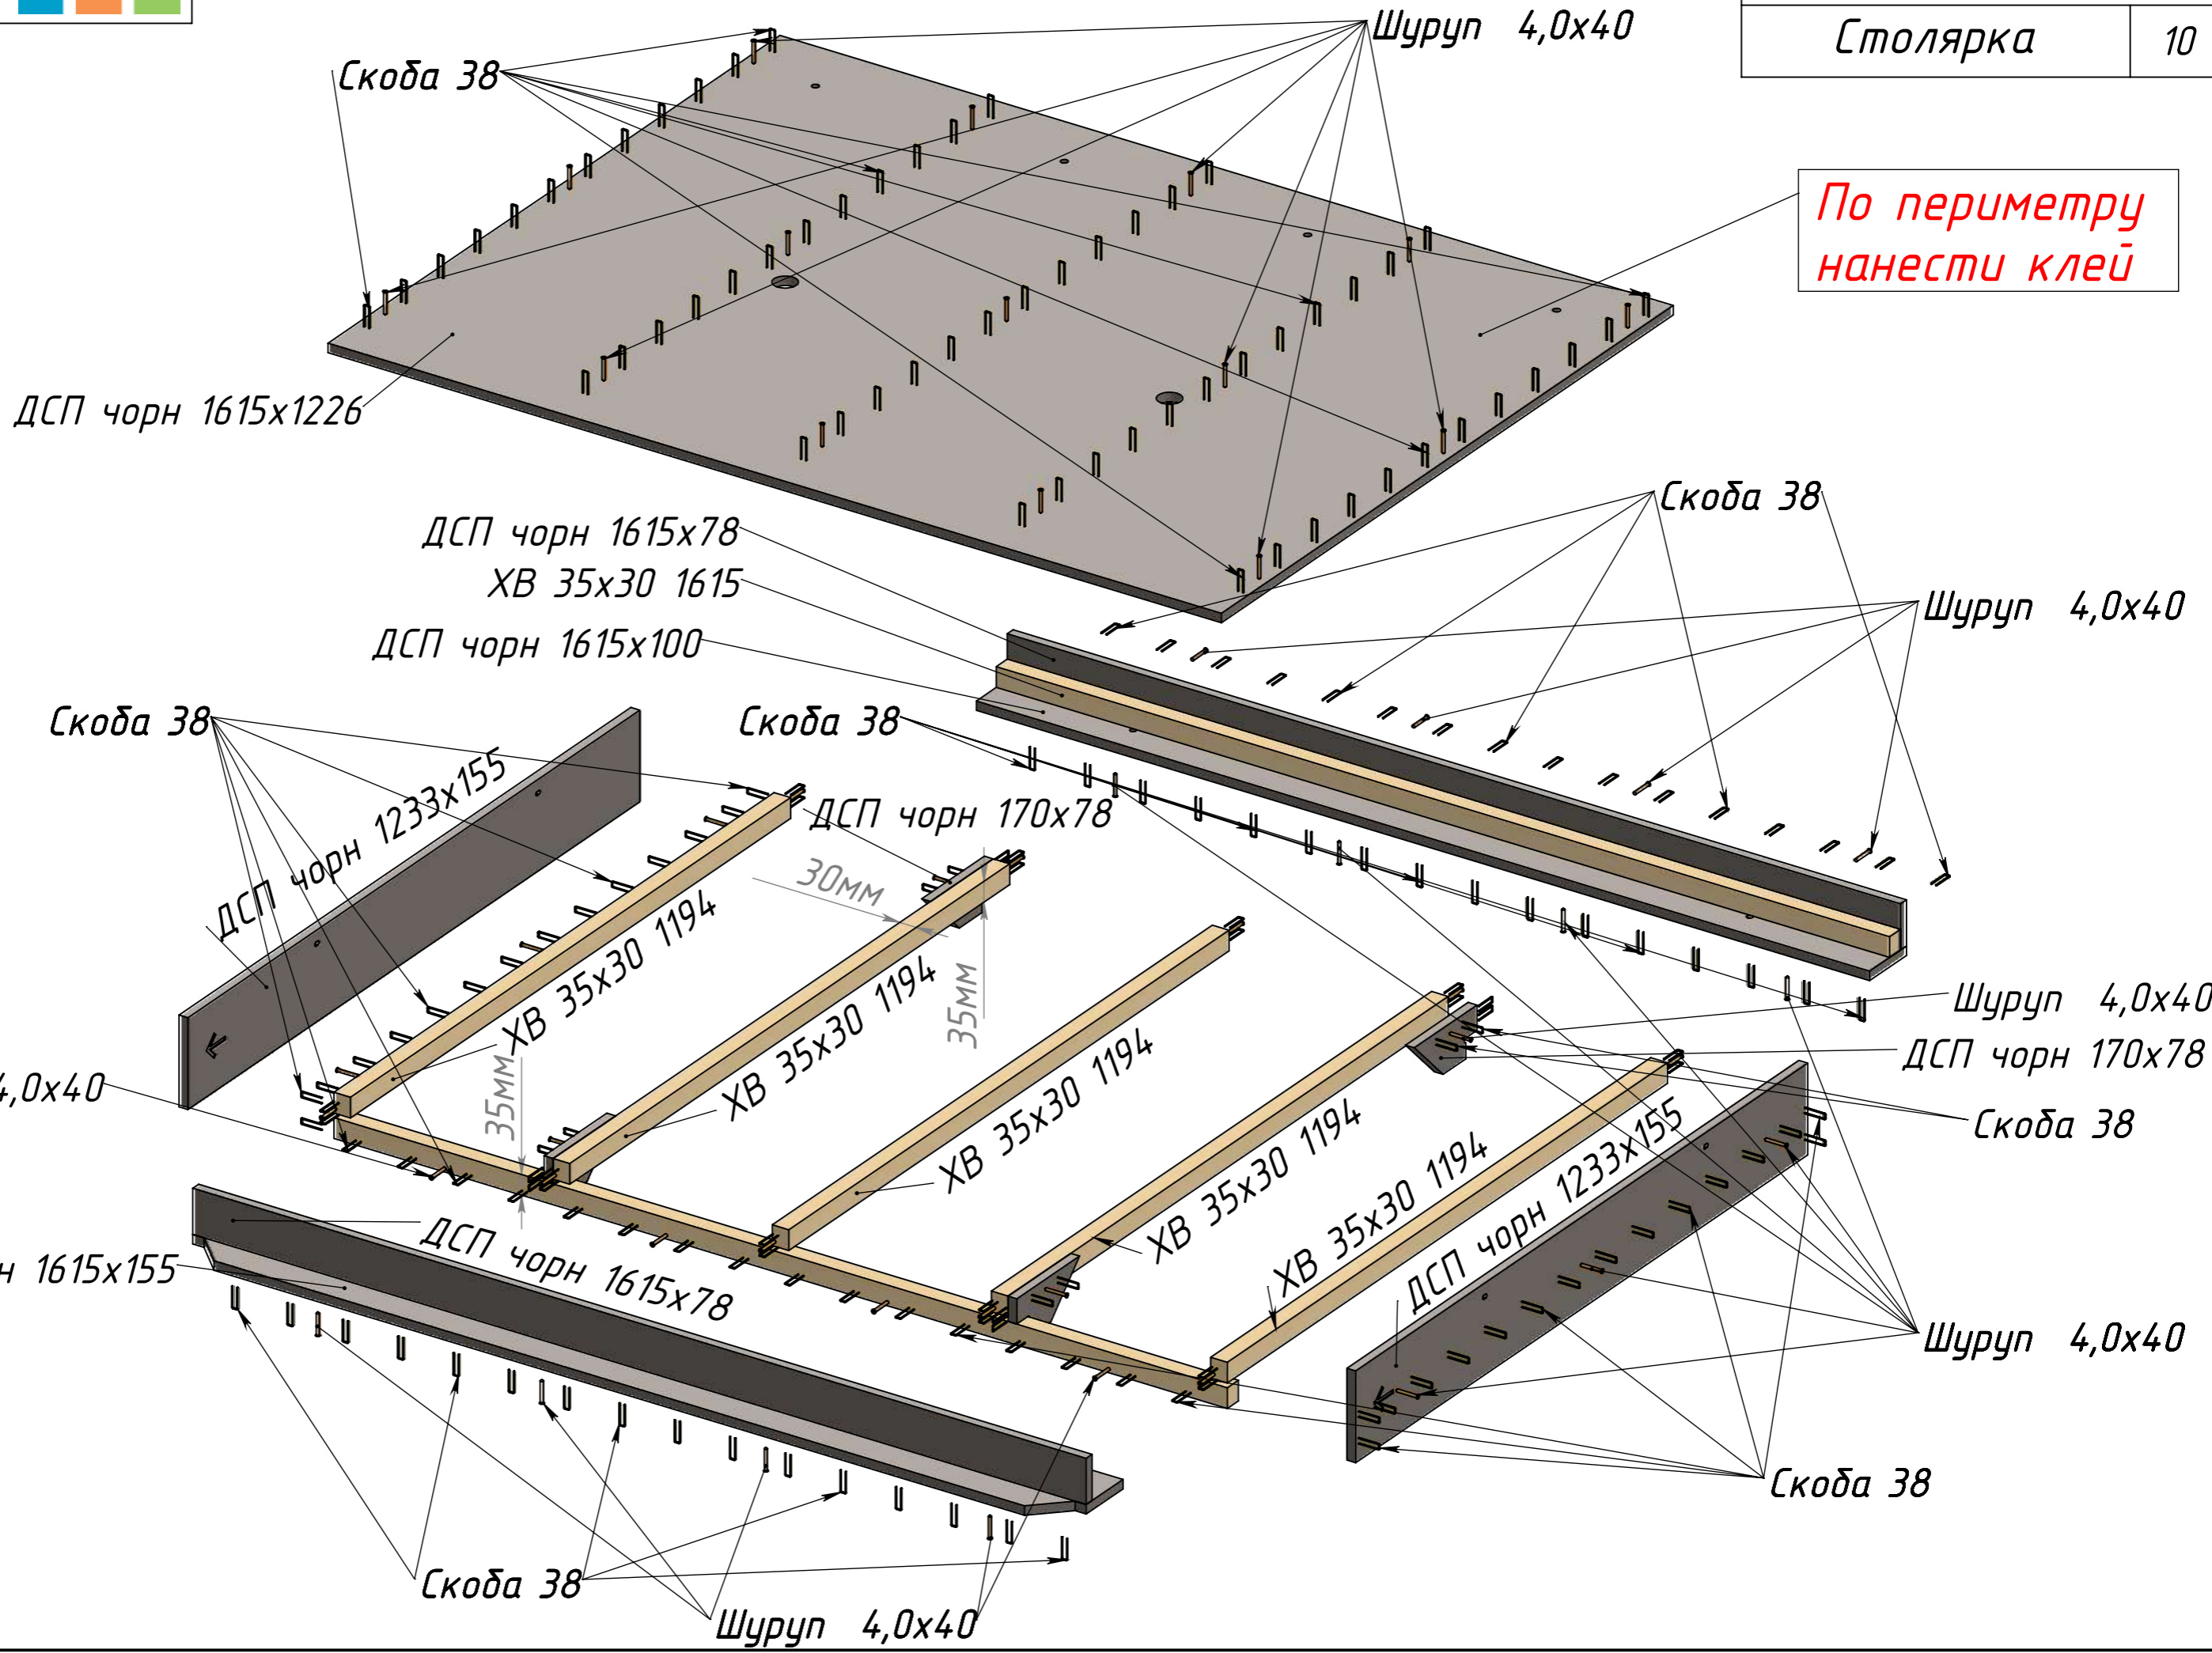 Шуруп 4,0х40
Столярка 10
Скоба 38
По периметру
нанести клей
ДСП чорн 1615х1226
Скоба 38
ДСП чорн 1615х78
ХВ 35х30 1615
Шуруп 4,0х40
ДСП чорн 1615х100
Скоба 38
Скоба 38
ДСП чорн 1233х155
ДСП чорн 170х78
30мм
ХВ 35х30 1194
35мм
ХВ 35х30 1194
Шуруп 4,0х40
ДСП чорн 170х78
4,0х40
35мм
ХВ 35х30 1194
Скоба 38
ХВ 35х30 1194
ХВ 35х30 1194
ДСП чорн 1233х155
н 1615х155
ДСП чорн 1615х78
Шуруп 4,0х40
Скоба 38
Скоба 38
Шуруп 4,0х40